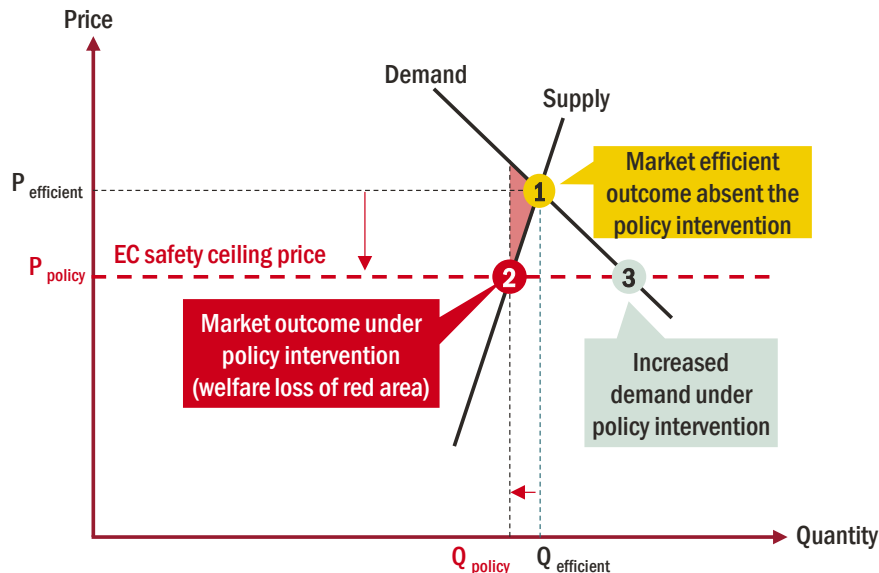 Price
Demand
Supply
P efficient
1
Market efficient
outcome absent the
policy intervention
EC safety ceiling price
P policy
2
3
Market outcome under
policy intervention
(welfare loss of red area)
Increased
demand under
policy intervention
Quantity
Q policy
Q efficient